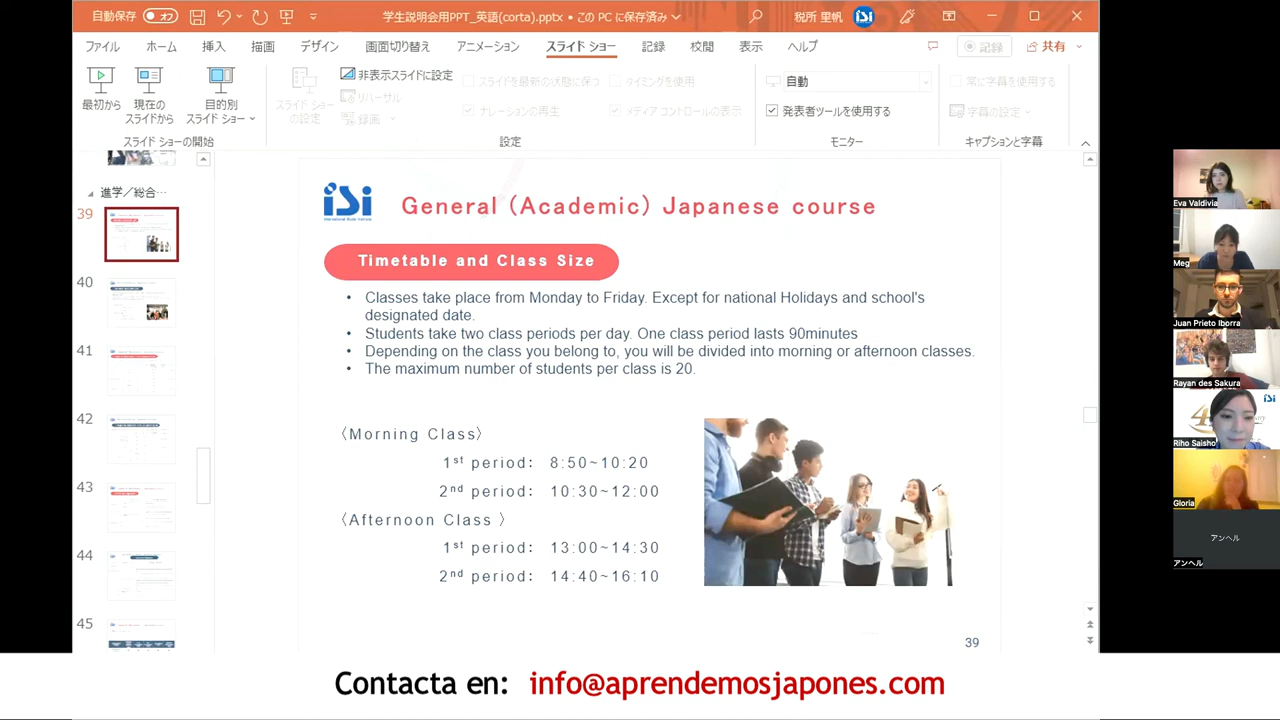 自動保存 オフ 学生説明会用PPT_英語(corta).pptx • この PC に保存済み 税所 里帆
ファイル ホーム 挿入 描画 デザイン 画面切り替え アニメーション スライド ショー 記録 校閲 表示 ヘルプ 記録 共有
最初から
現在の
スライドから
目的別
スライド ショー
スライド ショーの開始
スライド ショー
の設定
非表示スライドに設定
リハーサル
録画
スライドを最新の状態に保つ
ナレーションの再生
タイミングを使用
メディア コントロールの表示
設定
自動
発表者ツールを使用する
モニター
常に字幕を使用する
字幕の設定
キャプションと字幕
進学／総合…
39
40
41
42
43
44
45
iSi
General (Academic) Japanese course
Timetable and Class Size
• Classes take place from Monday to Friday. Except for national Holidays and school's
designated date.
• Students take two class periods per day. One class period lasts 90minutes
• Depending on the class you belong to, you will be divided into morning or afternoon classes.
• The maximum number of students per class is 20.
〈Morning Class〉
1st period: 8:50~10:20
2nd period: 10:30~12:00
〈Afternoon Class 〉
1st period: 13:00~14:30
2nd period: 14:40~16:10
39
Eva Valdivia
Meg
Juan Prieto Iborra
Rayan des Sakura
iSi
Riho Saisho
Gloria
アンヘル
アンヘル
Contacta en: info@aprendemosjapones.com